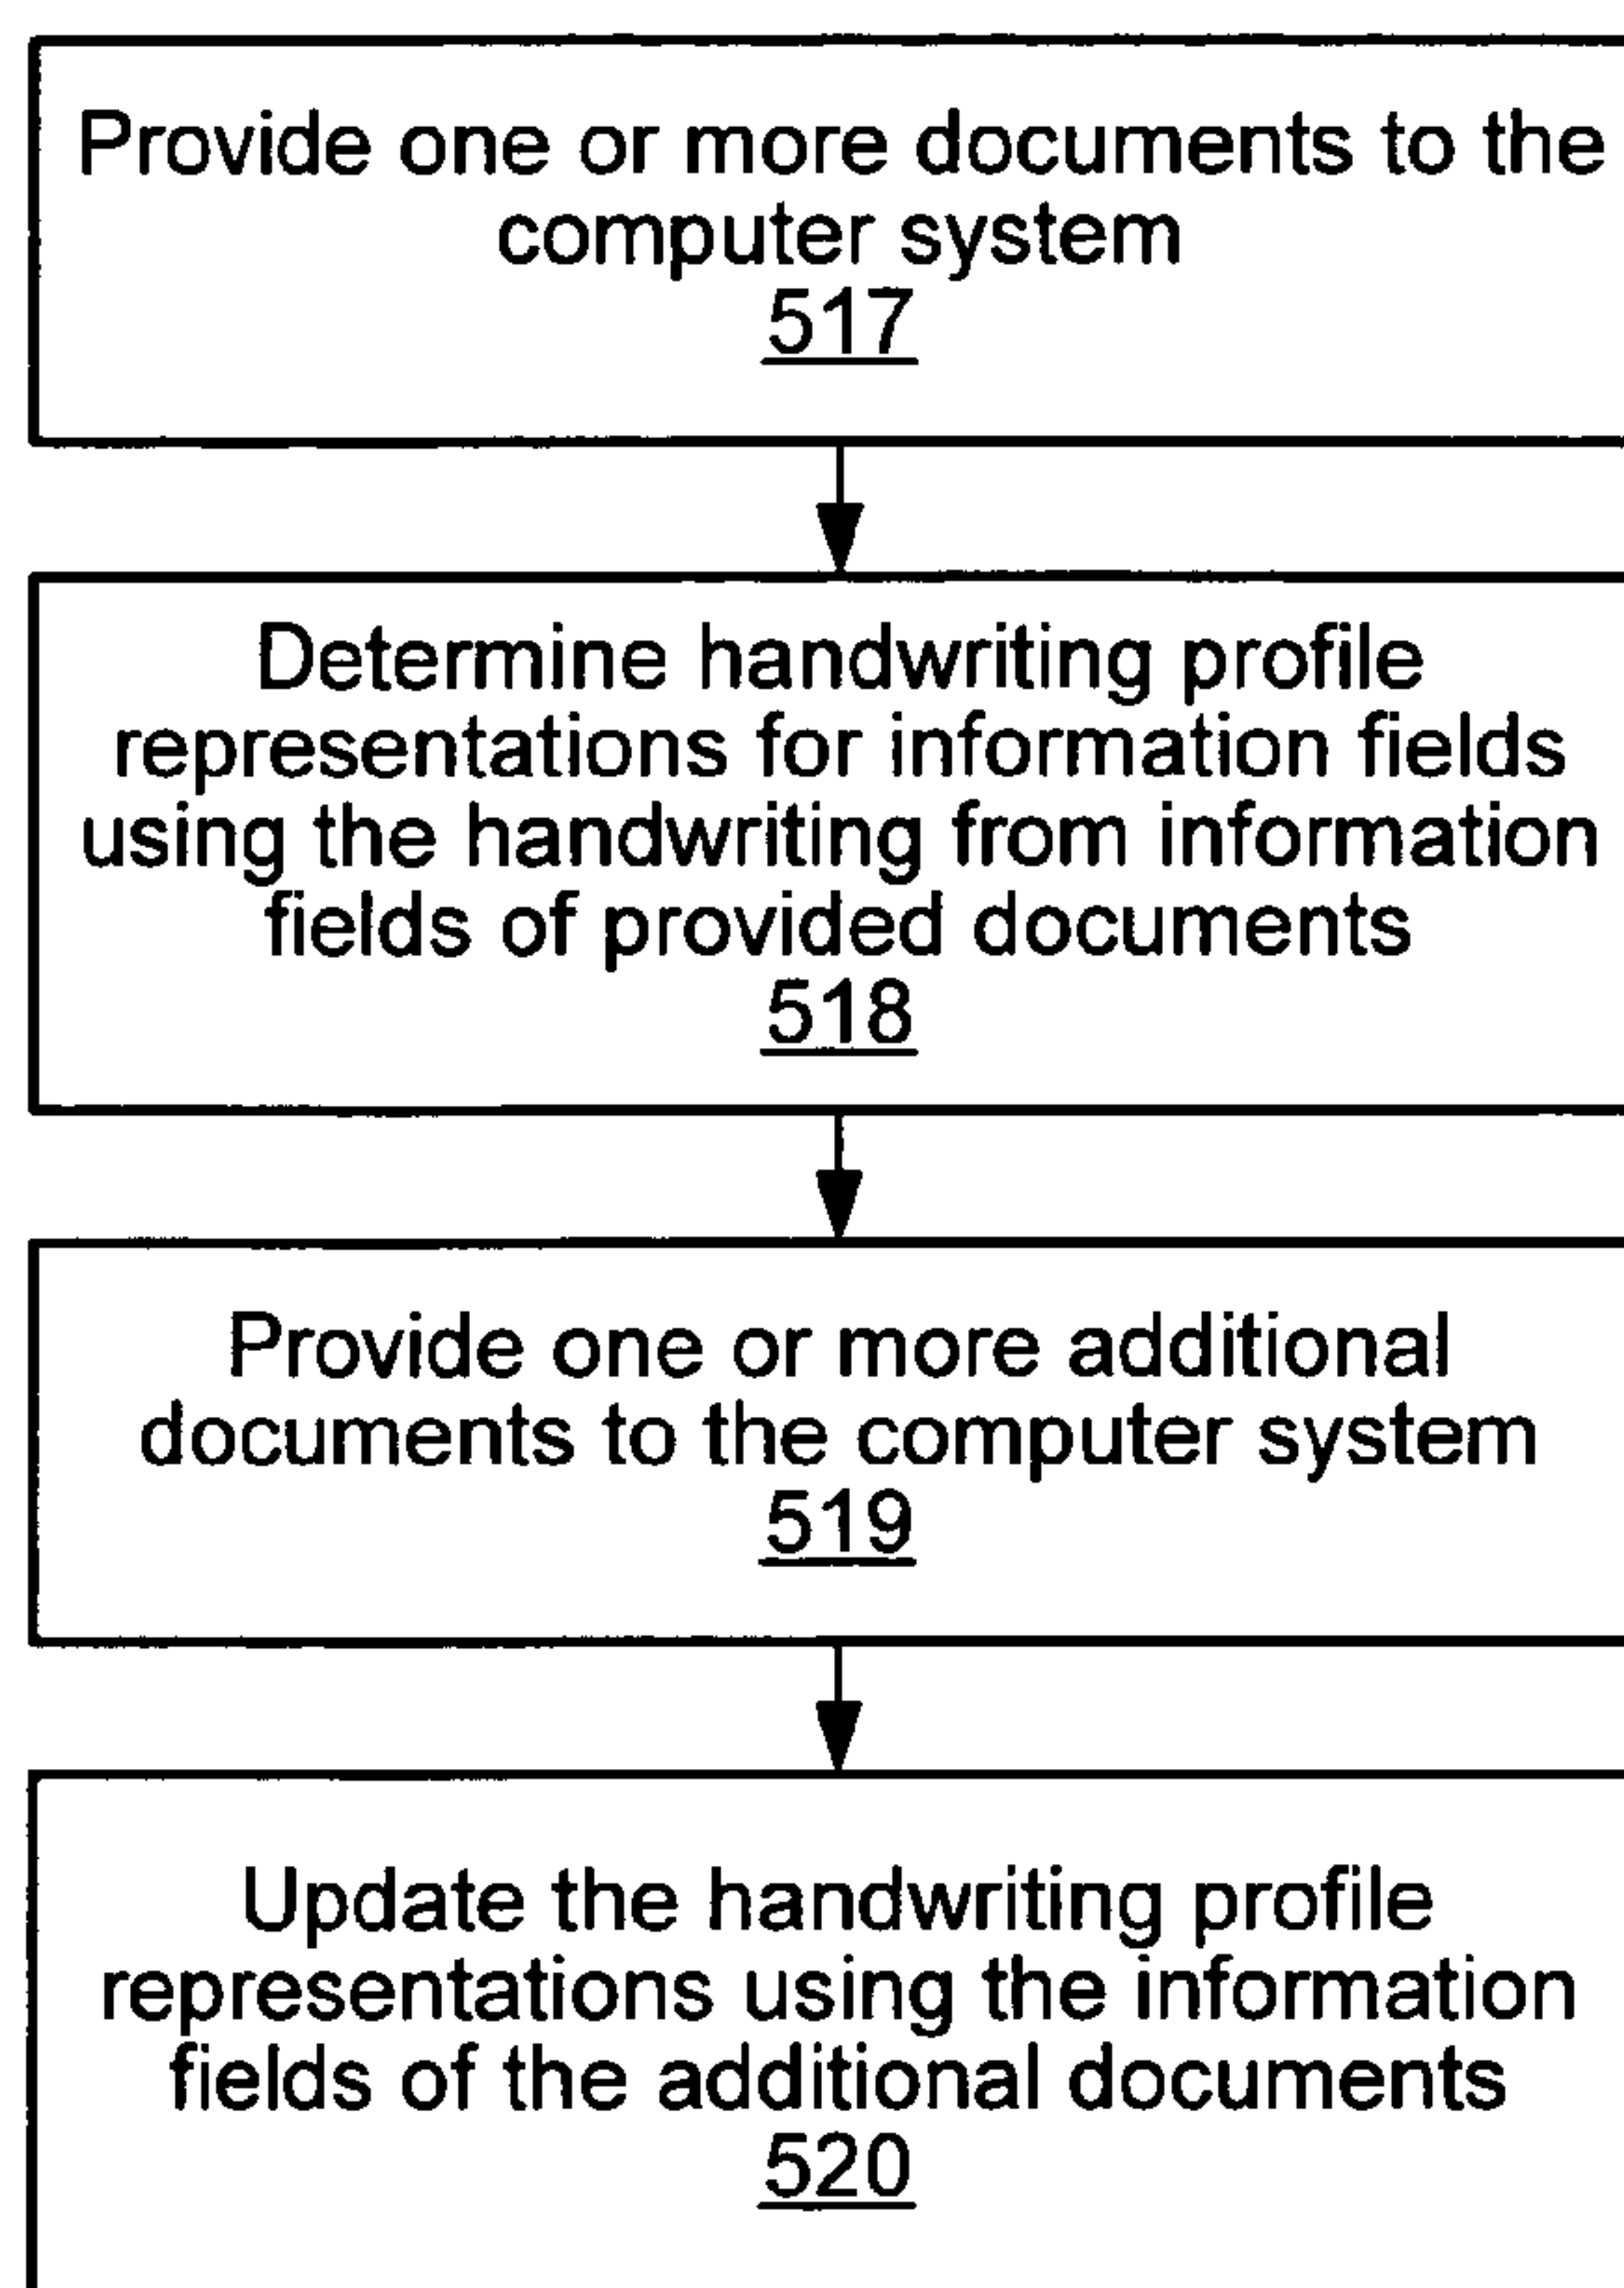 Provide one or more documents to the
computer system
517
Determine handwriting profile
representations for information fields
using the handwriting from information
fields of provided documents
518
Provide one or more additional
documents to the computer system
519
Update the handwriting profile
representations using the information
fields of the additional documents
520